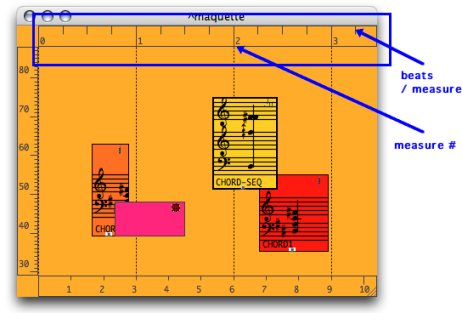 ^maquette
0 1 2 3
beats
/ measure
measure #
80
70
60
50
40
30
CHORD-SEQ
CHOR
CHORD1
1 2 3 4 5 6 7 8 9 10